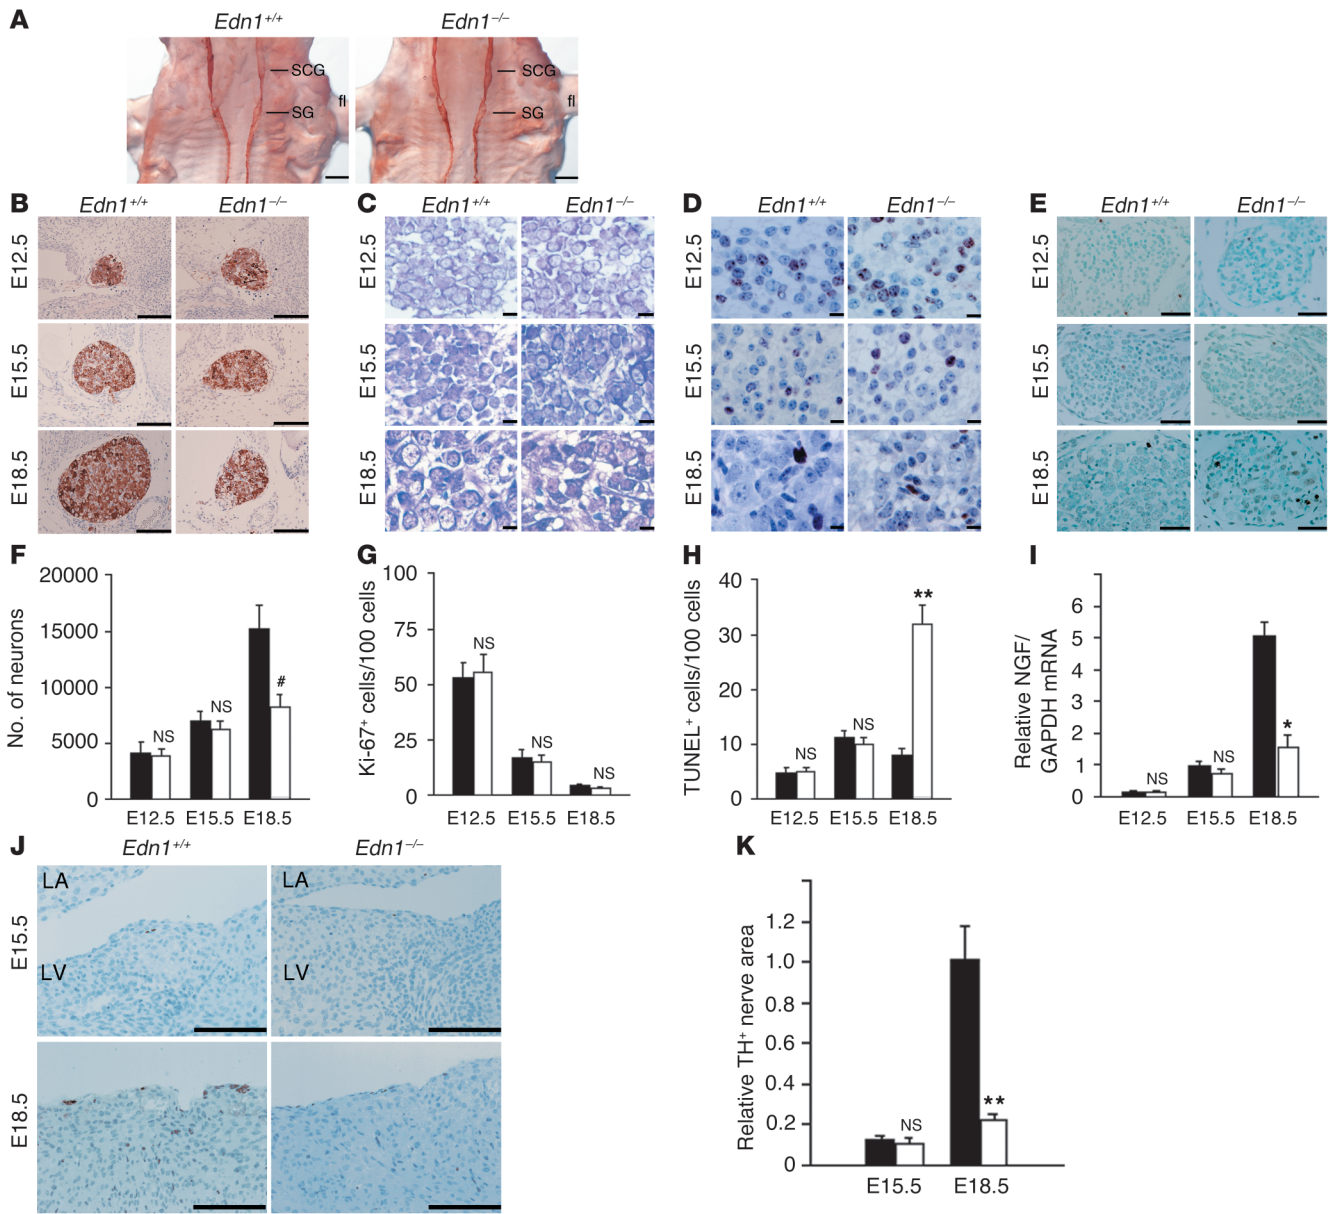 A
Edn1+/+ Edn1–/–
SCG SCG
fl fl
SG SG
B Edn1+/+ Edn1–/– C Edn1+/+ Edn1–/– D Edn1+/+ Edn1–/– E Edn1+/+ Edn1–/–
E12.5 E12.5 E12.5 E12.5
E15.5 E15.5 E15.5 E15.5
E18.5 E18.5 E18.5 E18.5
F
No. of neurons
20000
15000
10000
5000
0
NS NS #
E12.5 E15.5 E18.5
G
Ki-67+ cells/100 cells
100
75
50
25
0
NS NS NS
E12.5 E15.5 E18.5
H
TUNEL+ cells/100 cells
40
30
20
10
0
NS NS **
E12.5 E15.5 E18.5
I
Relative NGF/
GAPDH mRNA
6
5
4
3
2
1
0
NS NS *
E12.5 E15.5 E18.5
J
Edn1+/+ Edn1–/–
E15.5
LA LA
LV LV
E18.5
K
Relative TH+ nerve area
1.2
1.0
0.8
0.6
0.4
0.2
0
NS **
E15.5 E18.5